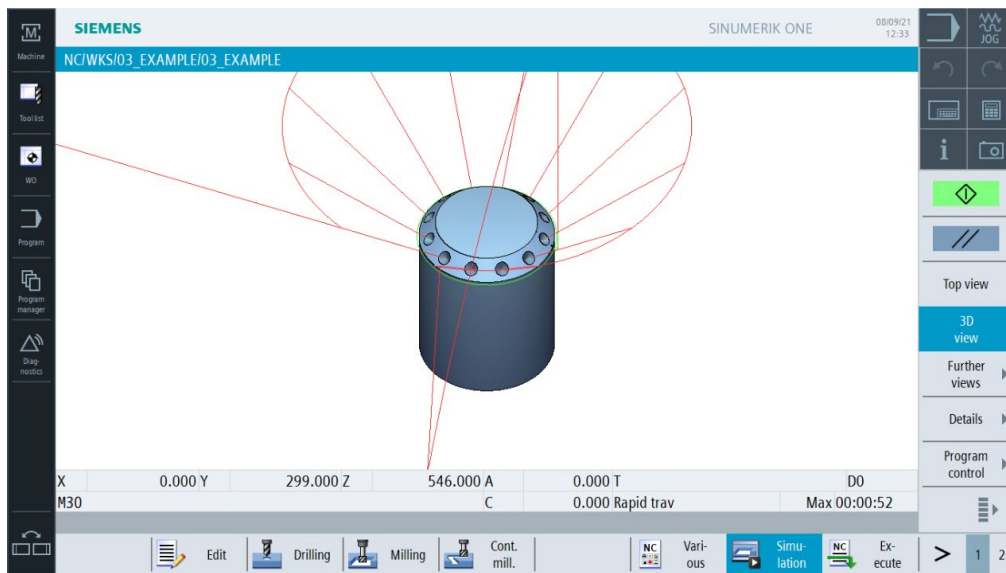 SIEMENS
SINUMERIK ONE
08/09/21
12:33
JOG
NC/WKS/03_EXAMPLE/03_EXAMPLE
M
Machine
Tool list
WO
Program
Program
manager
Diag-
nostics
i
Top view
3D
view
Further
views
Details
Program
control
X 0.000 Y 299.000 Z 546.000 A 0.000 T D0
M30 C 0.000 Rapid trav Max 00:00:52
Edit
Drilling
Milling
Cont.
mill.
NC
Vari-
ous
Simu-
lation
NC
Ex-
ecute
> 1 2